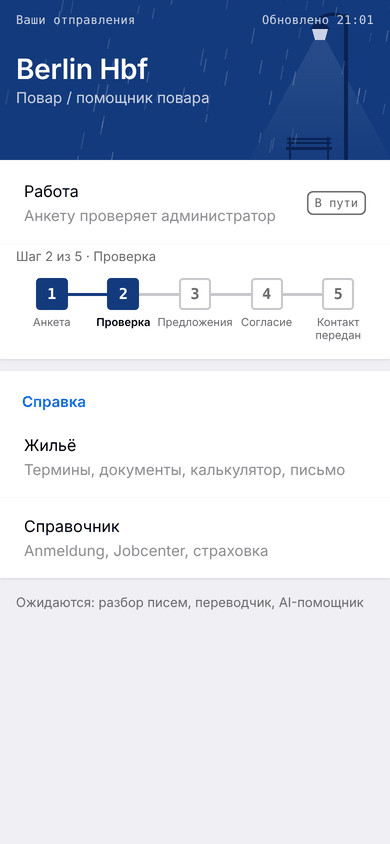 Ваши отправления
Обновлено 21:01
Berlin Hbf
Повар / помощник повара
Работа
Анкету проверяет администратор
В пути
Шаг 2 из 5 · Проверка
1 2 3 4 5
Анкета Проверка Предложения Согласие Контакт
передан
Справка
Жильё
Термины, документы, калькулятор, письмо
Справочник
Anmeldung, Jobcenter, страховка
Ожидаются: разбор писем, переводчик, AI-помощник